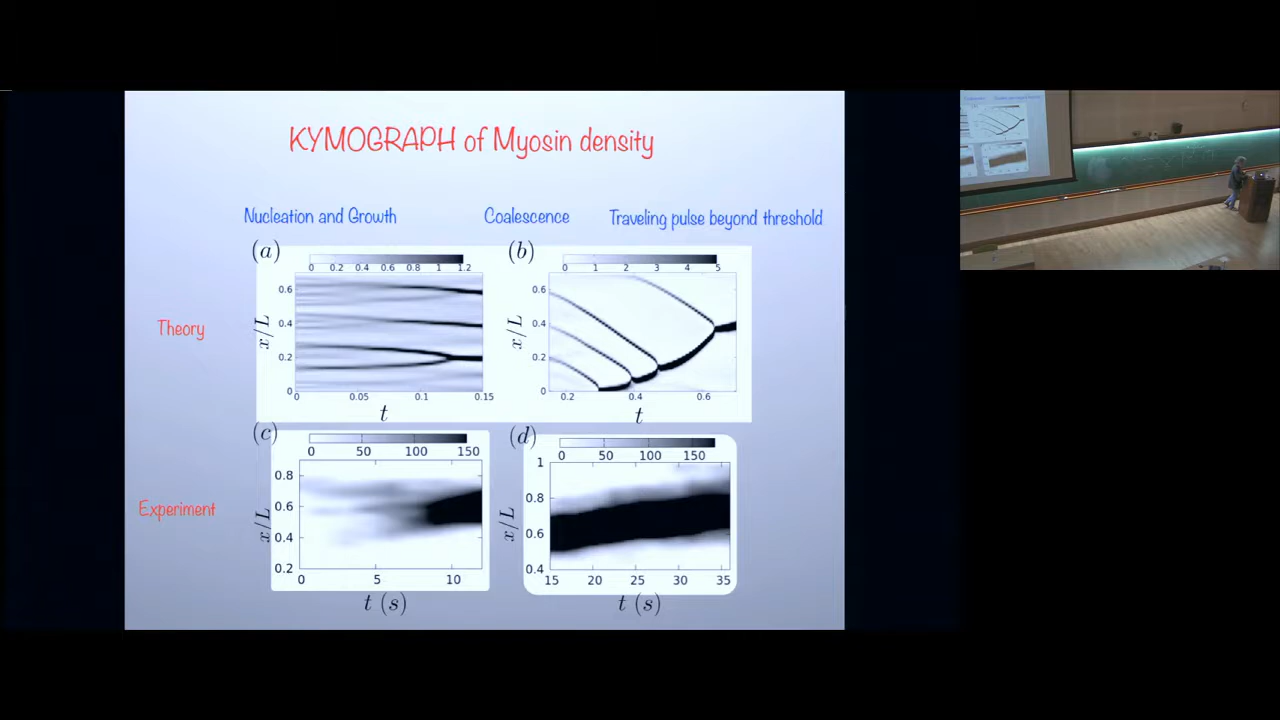 KYMOGRAPH of Myosin density
Nucleation and Growth
Coalescence
Traveling pulse beyond threshold
(a)
(b)
0 0.2 0.4 0.6 0.8 1 1.2
0 1 2 3 4 5
Theory
x/L
0.6
0.4
0.2
0
0 0.05 0.1 0.15
t
x/L
0.6
0.4
0.2
0
0.2 0.4 0.6
t
(c)
(d)
0 50 100 150
0 50 100 150
Experiment
x/L
0.8
0.6
0.4
0.2
0 5 10
t (s)
x/L
1
0.8
0.6
0.4
15 20 25 30 35
t (s)